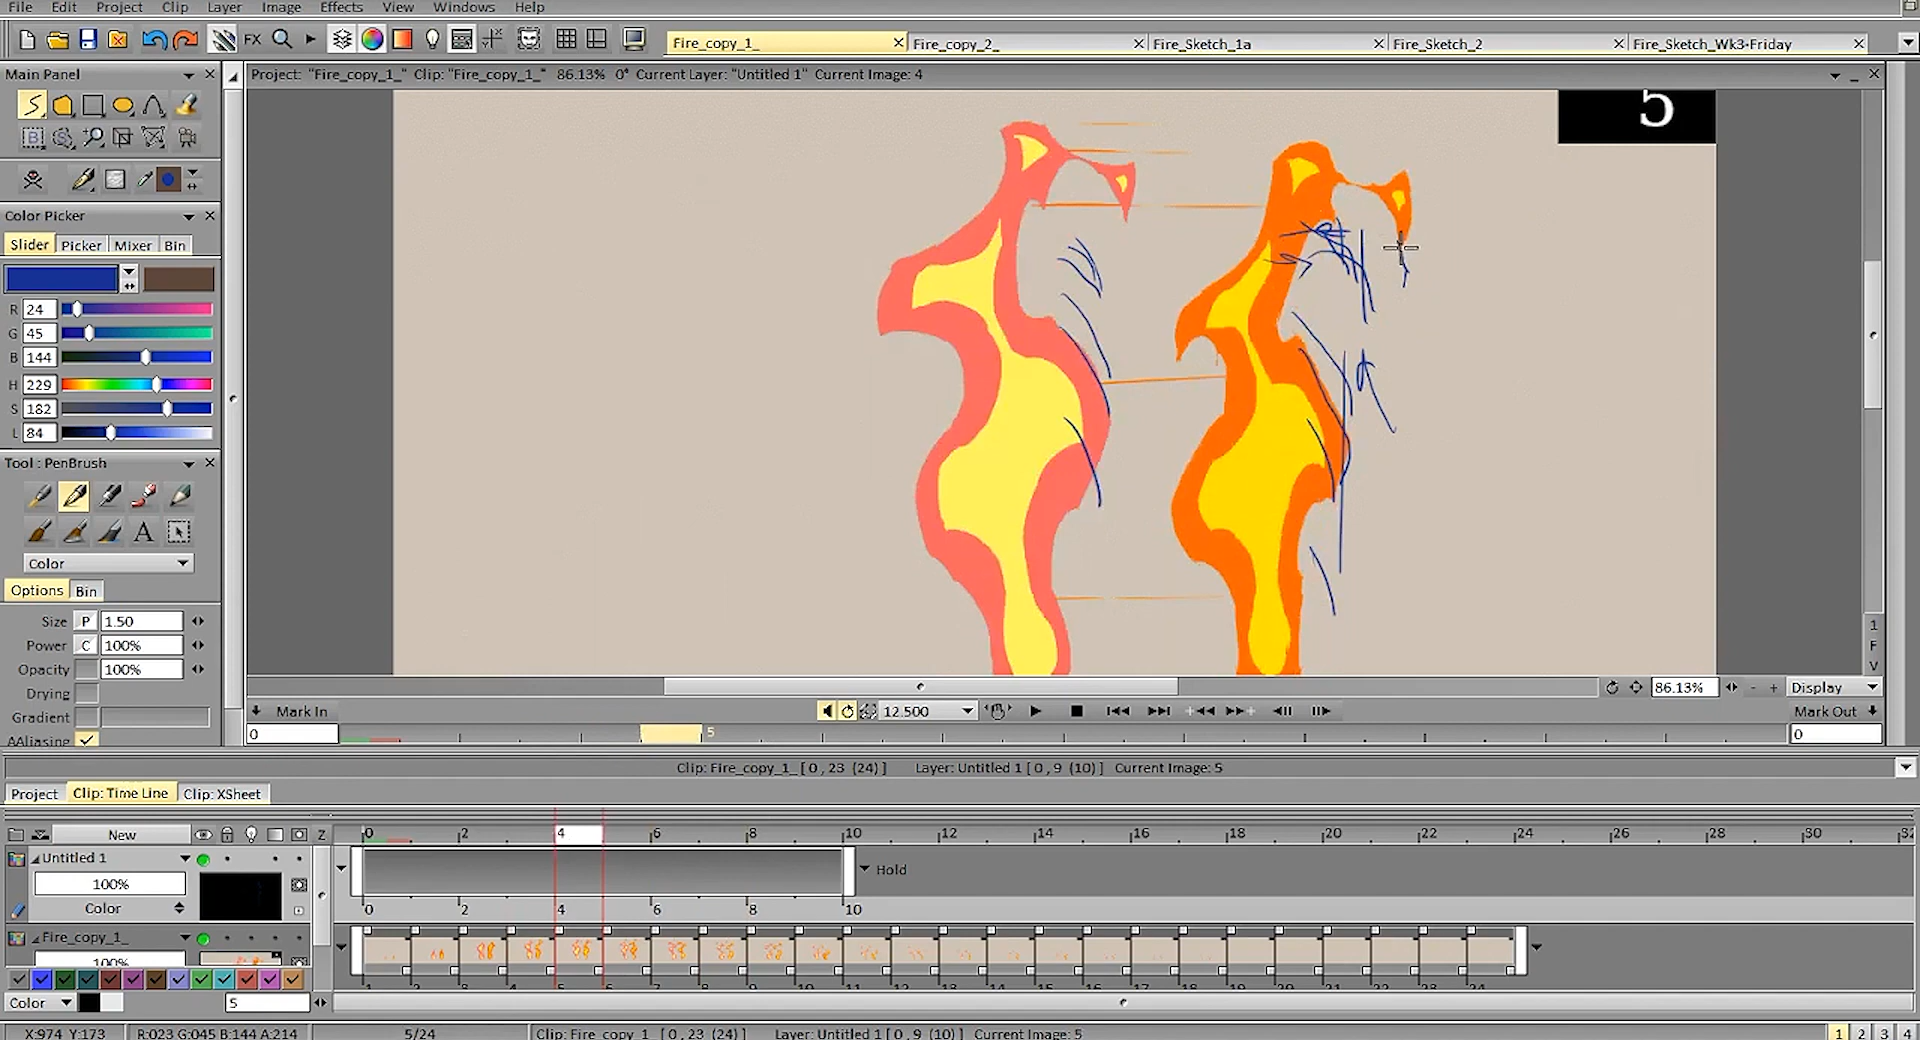 File Edit Project Clip Layer Image Effects View Windows Help
FX Fire_copy_1_ Fire_copy_2_ Fire_Sketch_1a Fire_Sketch_2 Fire_Sketch_Wk3-Friday
Main Panel
Project: "Fire_copy_1_" Clip: "Fire_copy_1_" 86.13% 0° Current Layer: "Untitled 1" Current Image: 4
5
Color Picker
Slider Picker Mixer Bin
R 24
G 45
B 144
H 229
S 182
L 84
Tool : PenBrush
A
Color
Options Bin
Size P 1.50
Power C 100%
Opacity 100%
Drying
Gradient
AAliasing
1
F
V
86.13% - + Display
Mark In 12.500 Mark Out
0 5 0
Clip: Fire_copy_1_ [ 0 , 23 (24) ] Layer: Untitled 1 [ 0 , 9 (10) ] Current Image: 5
Project Clip: Time Line Clip: XSheet
New Z 0 2 4 6 8 10 12 14 16 18 20 22 24 26 28 30 32
Untitled 1
100% Hold
Color 0 2 4 6 8 10
Fire_copy_1_
100%
Color 5
X:974 Y:173 R:023 G:045 B:144 A:214 5/24 Clip: Fire_copy_1_ [ 0 , 23 (24) ] Layer: Untitled 1 [ 0 , 9 (10) ] Current Image: 5 1 2 3 4